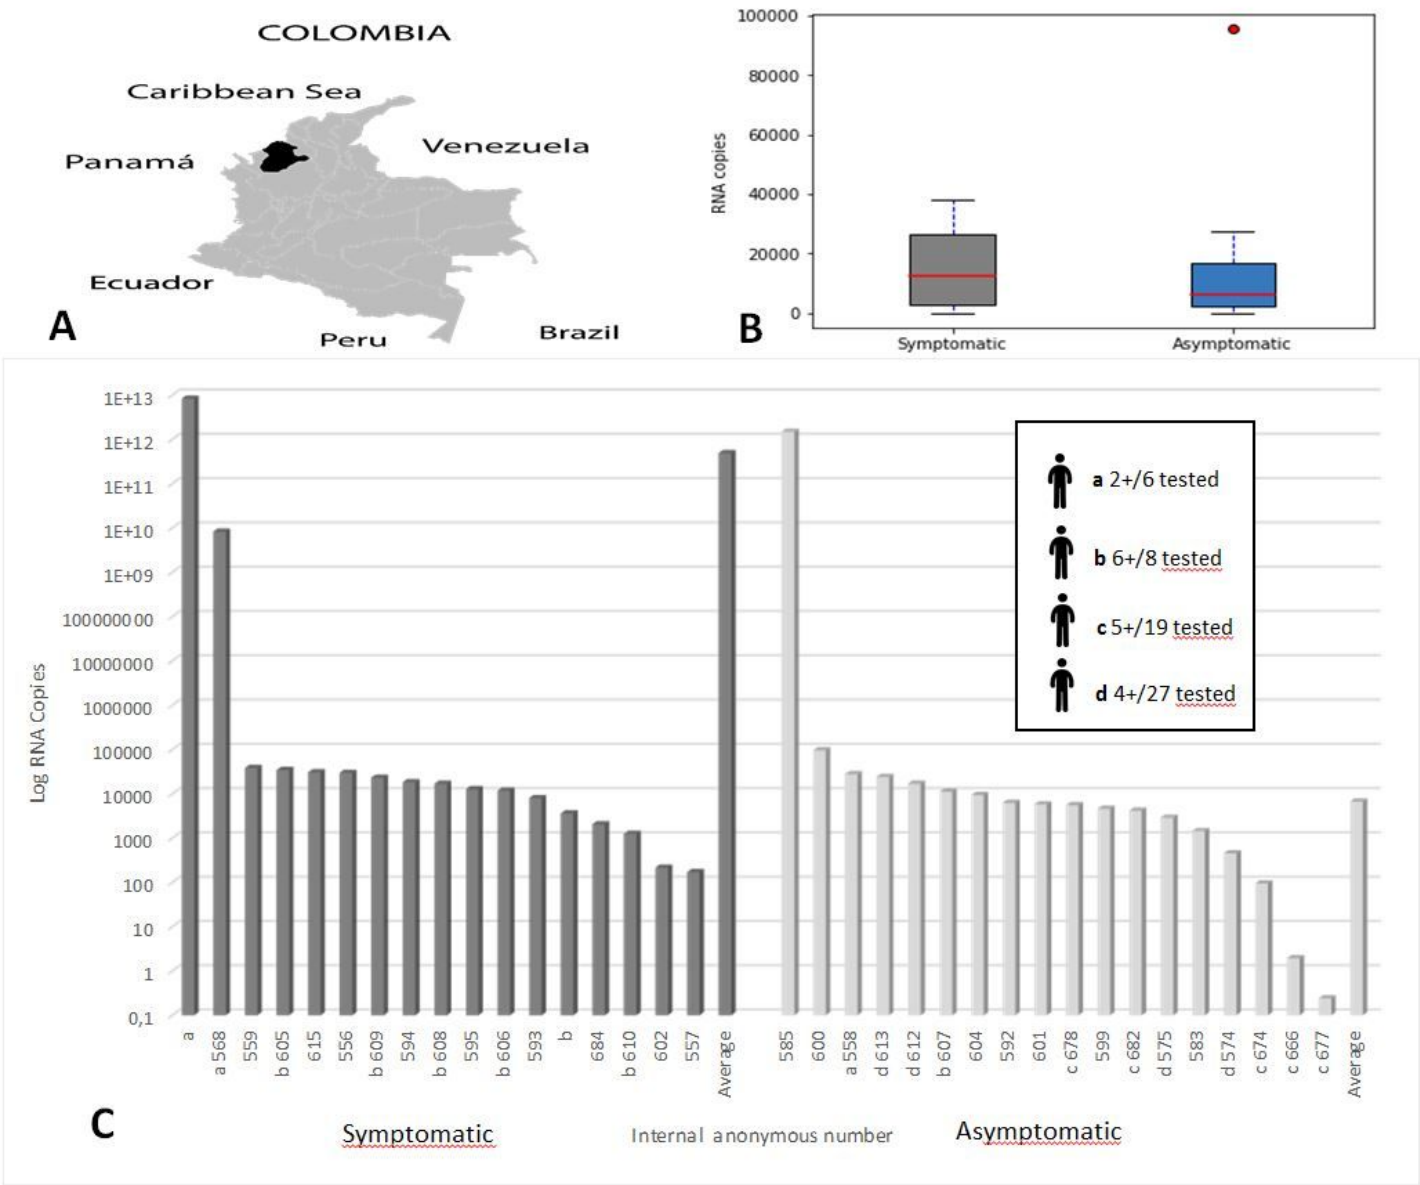 COLOMBIA
Caribbean Sea
Venezuela
Panamá
Ecuador
Peru
Brazil
A
100000
80000
60000
40000
20000
0
RNA copies
Symptomatic
Asymptomatic
B
1E+13
1E+12
1E+11
1E+10
1E+09
100000000
10000000
1000000
100000
10000
1000
100
10
1
0,1
Log RNA Copies
a 2+/6 tested
b 6+/8 tested
c 5+/19 tested
d 4+/27 tested
a
a 568
559
b 605
615
556
b 609
594
b 608
595
b 606
593
b
684
b 610
602
557
Average
585
600
a 558
d 613
d 612
b 607
604
592
601
c 678
599
c 682
d 575
583
d 574
c 674
c 666
c 677
Average
C
Symptomatic
Internal anonymous number
Asymptomatic